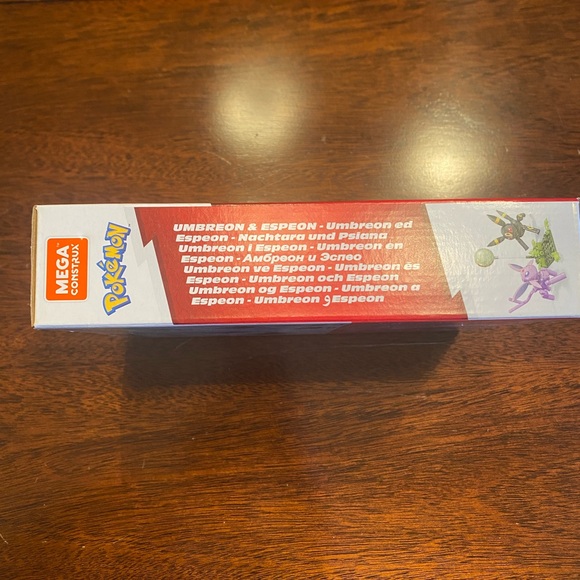 MEGA
CONSTRUX
POKÉMON
UMBREON & ESPEON - Umbreon ed
Espeon - Nachtara und Psiana
Umbreon i Espeon - Umbreon en
Espeon - Амбреон и Эспео
Umbreon ve Espeon - Umbreon és
Espeon - Umbreon och Espeon
Umbreon og Espeon - Umbreon a
Espeon - Umbreon و Espeon